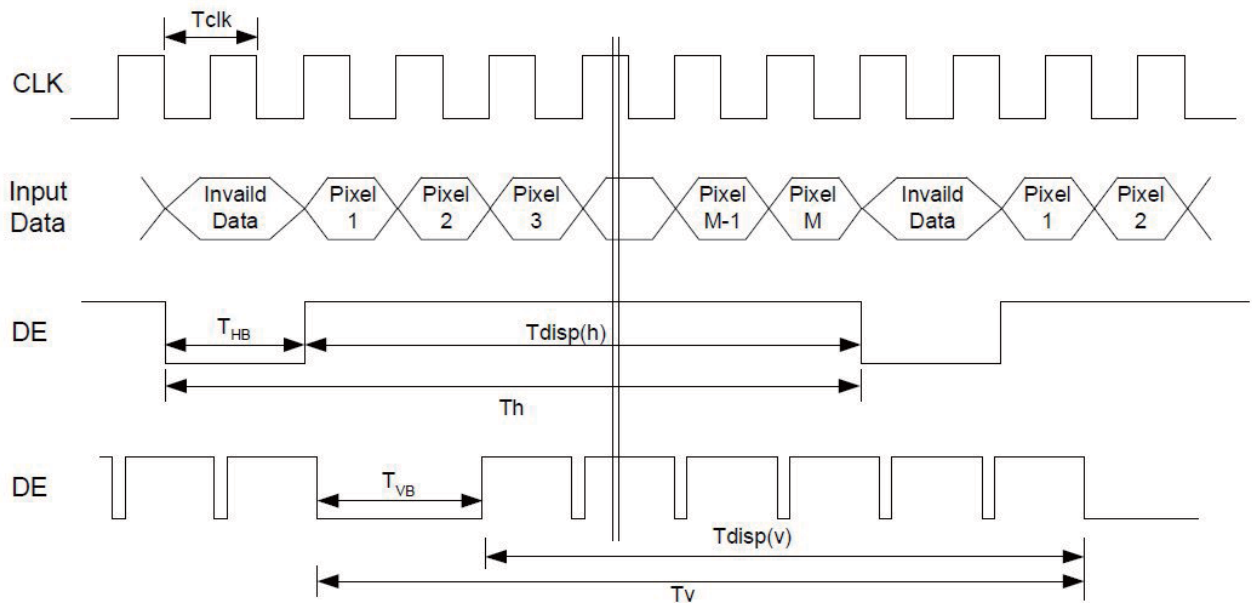 Tclk
CLK
Input
Data
Invaild
Data
Pixel
1
Pixel
2
Pixel
3
Pixel
M-1
Pixel
M
Invaild
Data
Pixel
1
Pixel
2
DE
THB
Tdisp(h)
Th
DE
TVB
Tdisp(v)
Tv